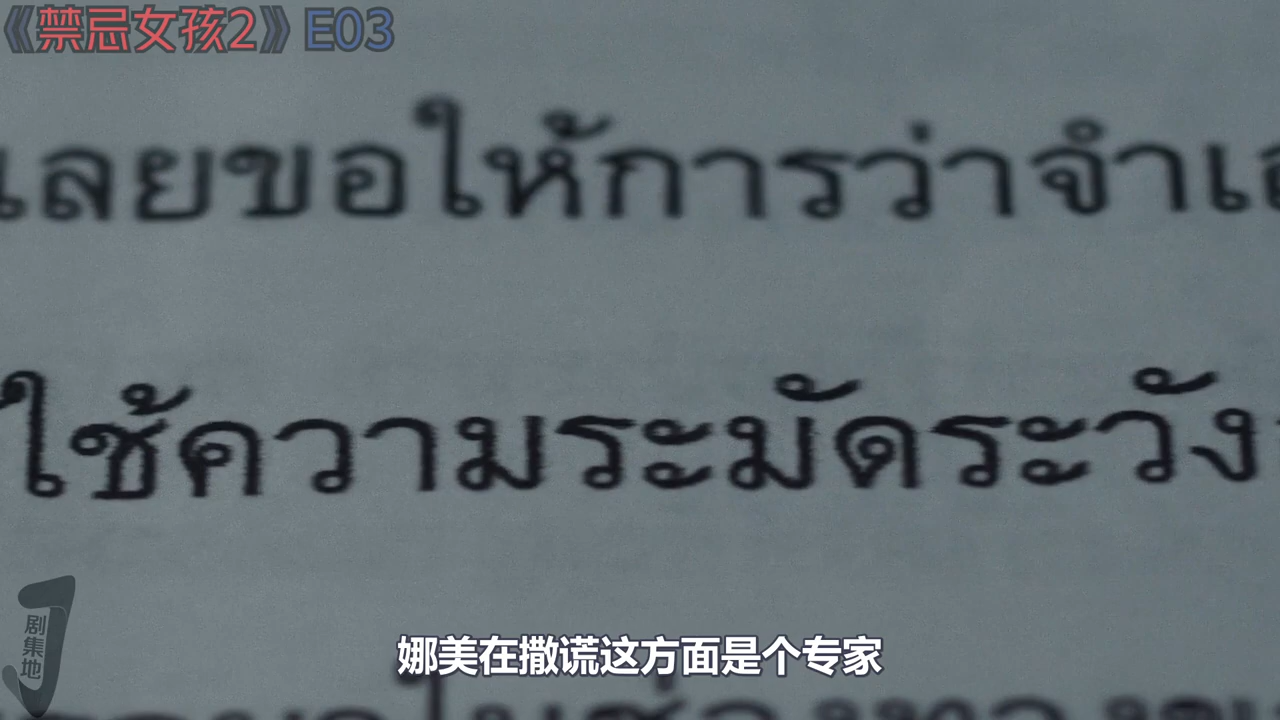 《禁忌女孩2》E03
เลยขอให้การว่าจำเ
ใช้ความระมัดระวัง
剧集地
娜美在撒谎这方面是个专家